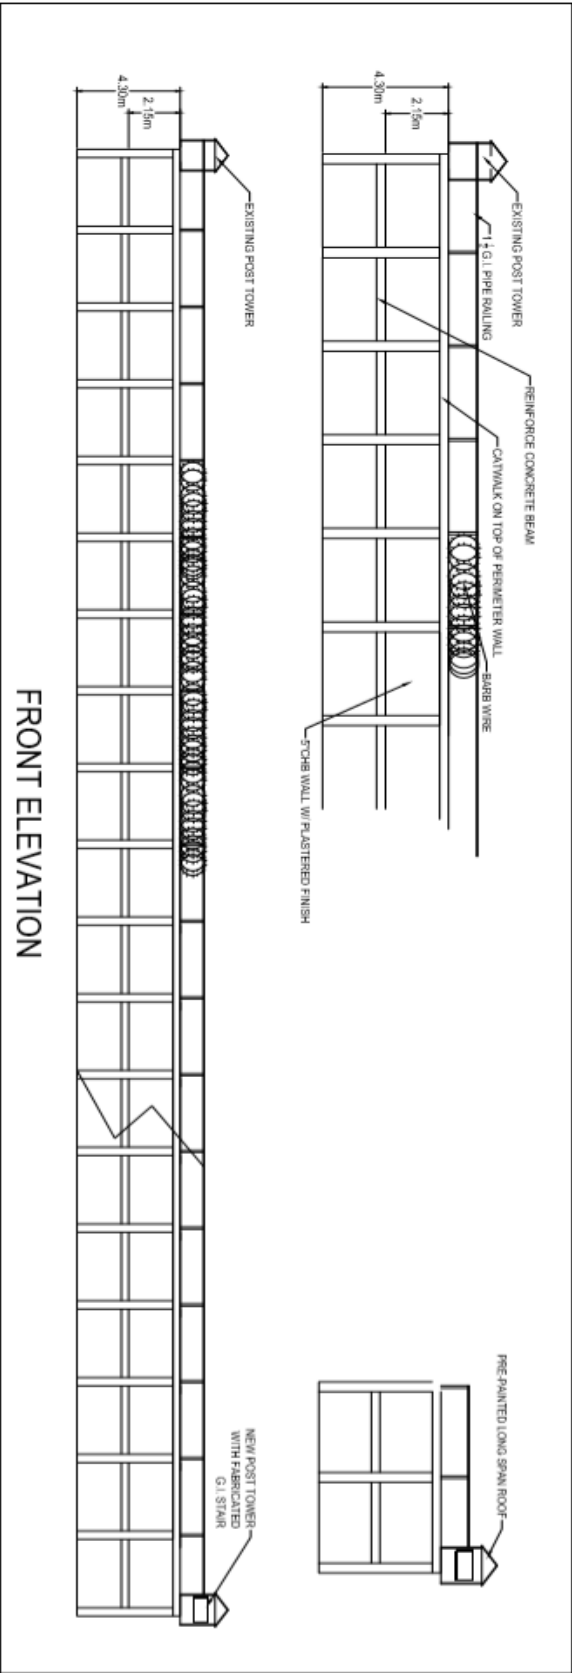 4.30m
2.15m
EXISTING POST TOWER
1 1/2 G.I. PIPE RAILING
REINFORCE CONCRETE BEAM
CATWALK ON TOP OF PERIMETER WALL
BARB WIRE
5"CHB WALL W/ PLASTERED FINISH
PRE-PAINTED LONG SPAN ROOF
4.30m
2.15m
EXISTING POST TOWER
NEW POST TOWER
WITH FABRICATED
G.I. STAIR
FRONT ELEVATION